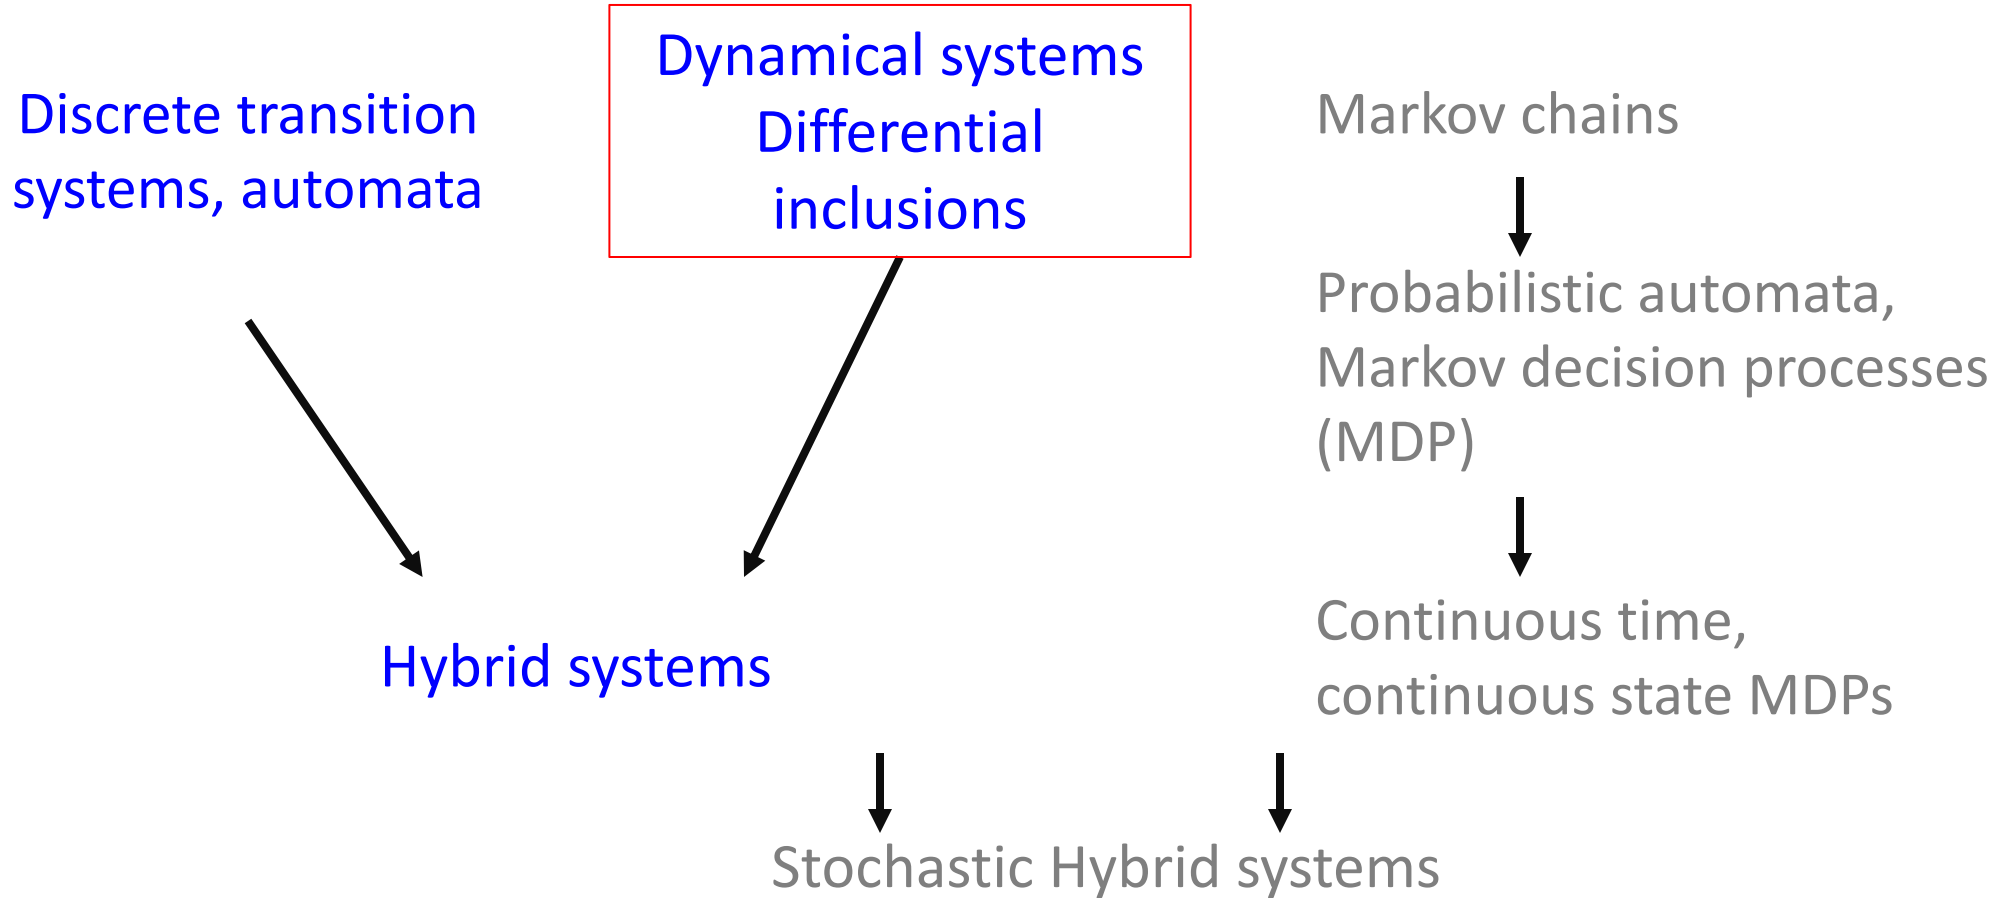 Discrete transition
systems, automata
Dynamical systems
Differential
inclusions
Markov chains
Probabilistic automata,
Markov decision processes
(MDP)
Continuous time,
continuous state MDPs
Hybrid systems
Stochastic Hybrid systems